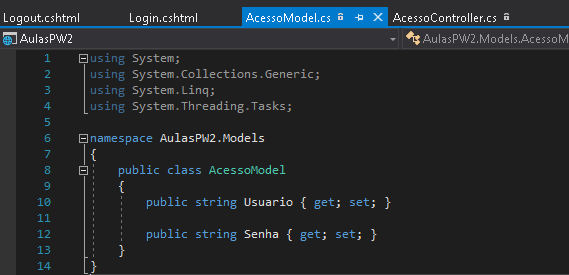 Logout.cshtml Login.cshtml AcessoModel.cs AcessoController.cs
AulasPW2 AulasPW2.Models.AcessoM
1 using System;
2 using System.Collections.Generic;
3 using System.Linq;
4 using System.Threading.Tasks;
5
6 namespace AulasPW2.Models
7 {
8 public class AcessoModel
9 {
10 public string Usuario { get; set; }
11
12 public string Senha { get; set; }
13 }
14 }